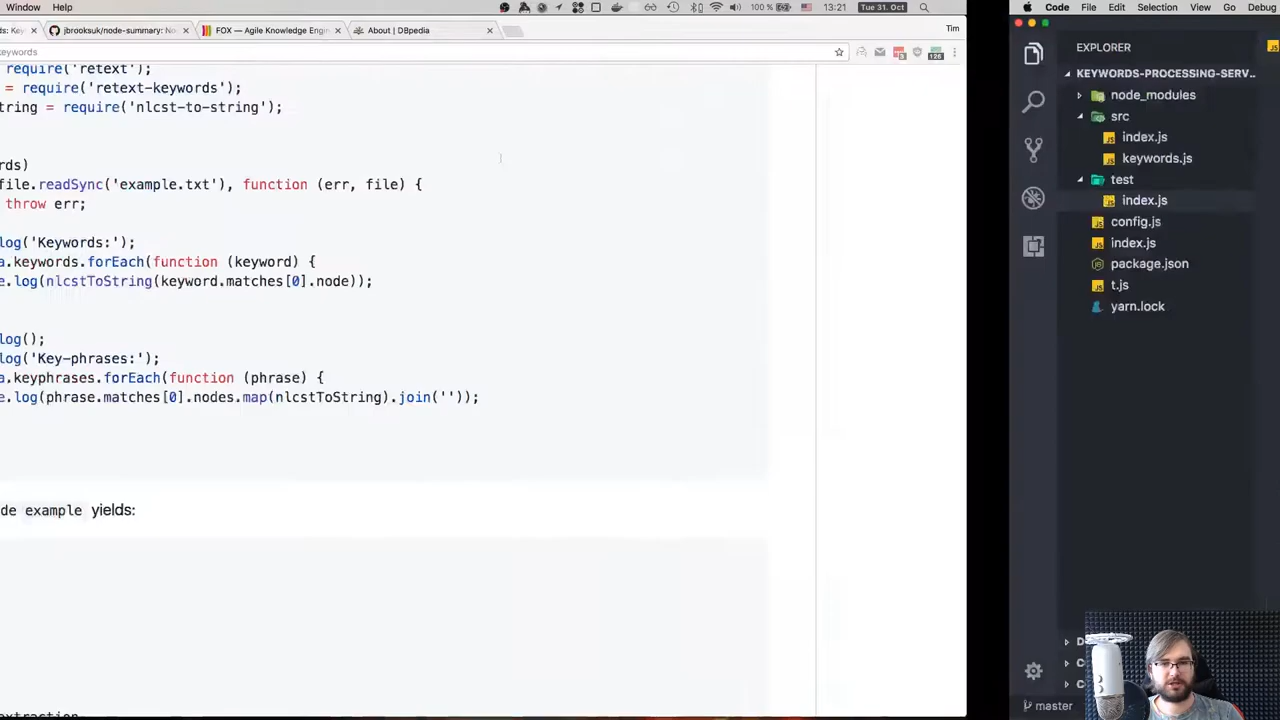 Window Help
100 % 13:21 Tue 31. Oct
Code File Edit Selection View Go Debug
jbrooksuk/node-summary: No
FOX — Agile Knowledge Engin
About | DBpedia
Tim
eywords
require('retext');
= require('retext-keywords');
tring = require('nlcst-to-string');
rds)
file.readSync('example.txt'), function (err, file) {
throw err;
log('Keywords:');
a.keywords.forEach(function (keyword) {
e.log(nlcstToString(keyword.matches[0].node));
log();
log('Key-phrases:');
a.keyphrases.forEach(function (phrase) {
e.log(phrase.matches[0].nodes.map(nlcstToString).join(''));
de example yields:
extraction
EXPLORER
KEYWORDS-PROCESSING-SERV...
node_modules
src
index.js
keywords.js
test
index.js
config.js
index.js
package.json
t.js
yarn.lock
master